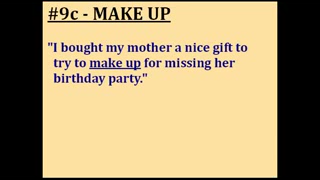 #9c - MAKE UP
"I bought my mother a nice gift to
try to make up for missing her
birthday party."